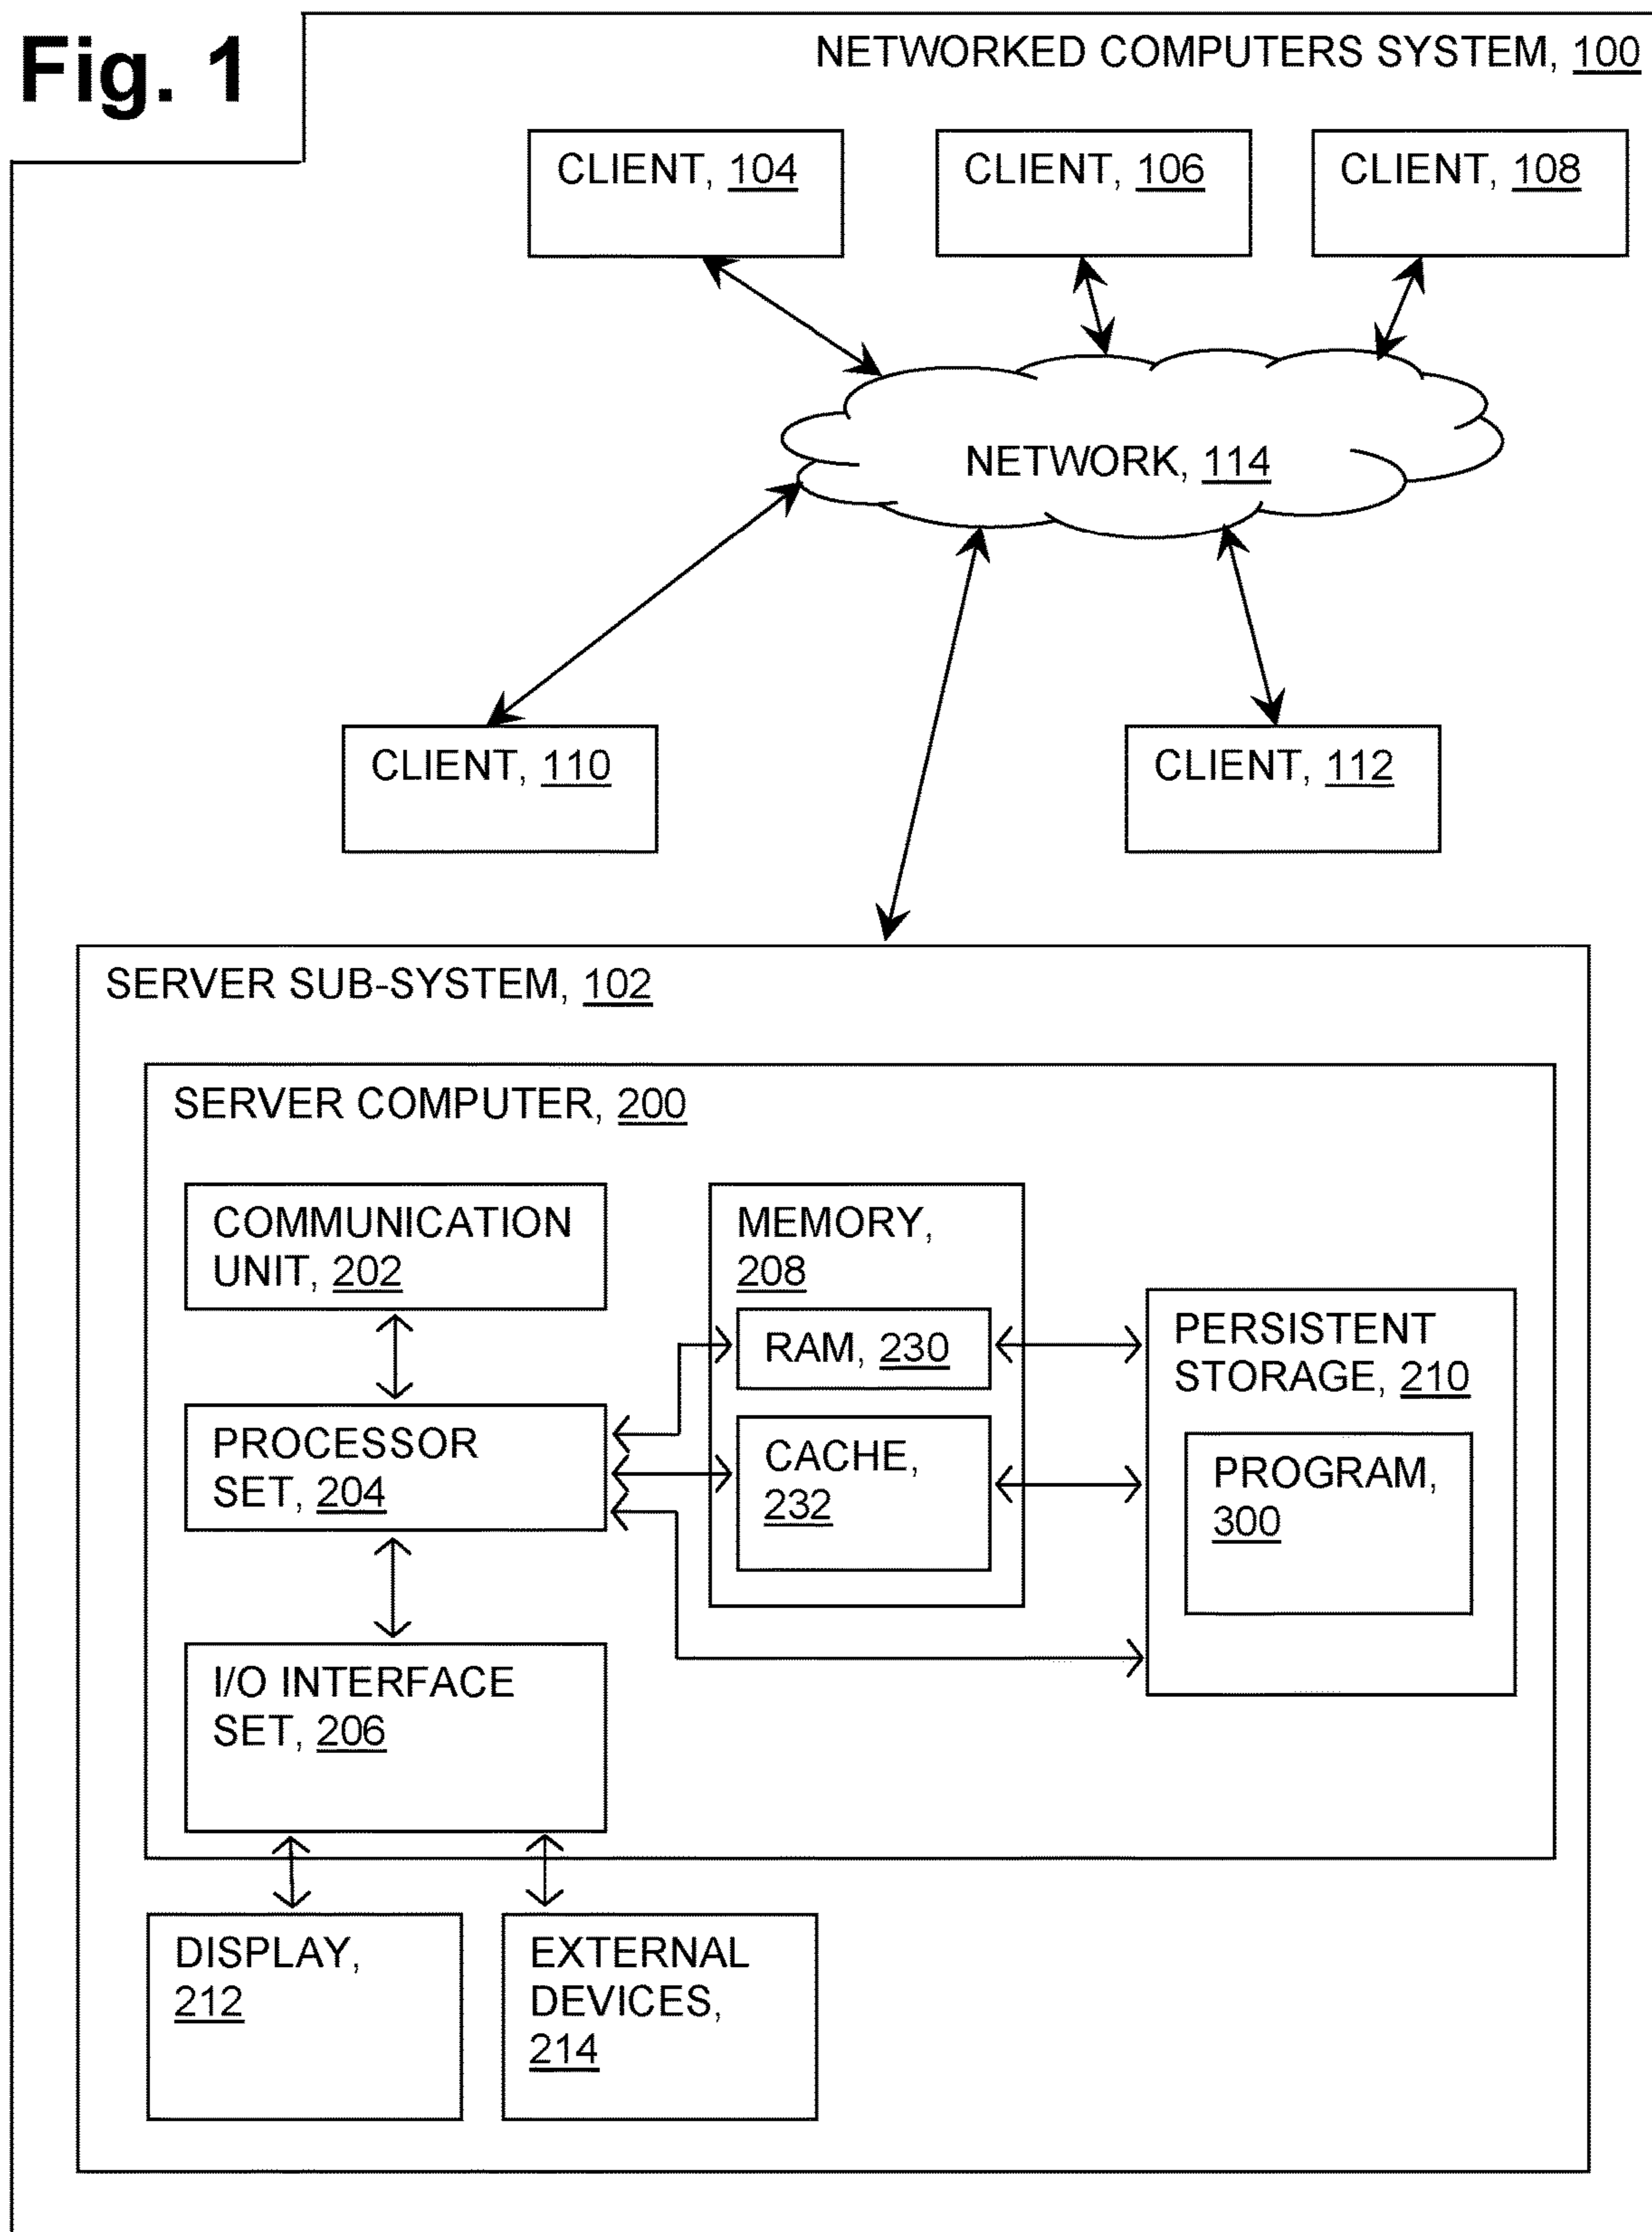 Fig. 1
NETWORKED COMPUTERS SYSTEM, 100
CLIENT, 104
CLIENT, 106
CLIENT, 108
NETWORK, 114
CLIENT, 110
CLIENT, 112
SERVER SUB-SYSTEM, 102
SERVER COMPUTER, 200
COMMUNICATION
UNIT, 202
MEMORY,
208
RAM, 230
PERSISTENT
STORAGE, 210
PROCESSOR
SET, 204
CACHE,
232
PROGRAM,
300
I/O INTERFACE
SET, 206
DISPLAY,
212
EXTERNAL
DEVICES,
214